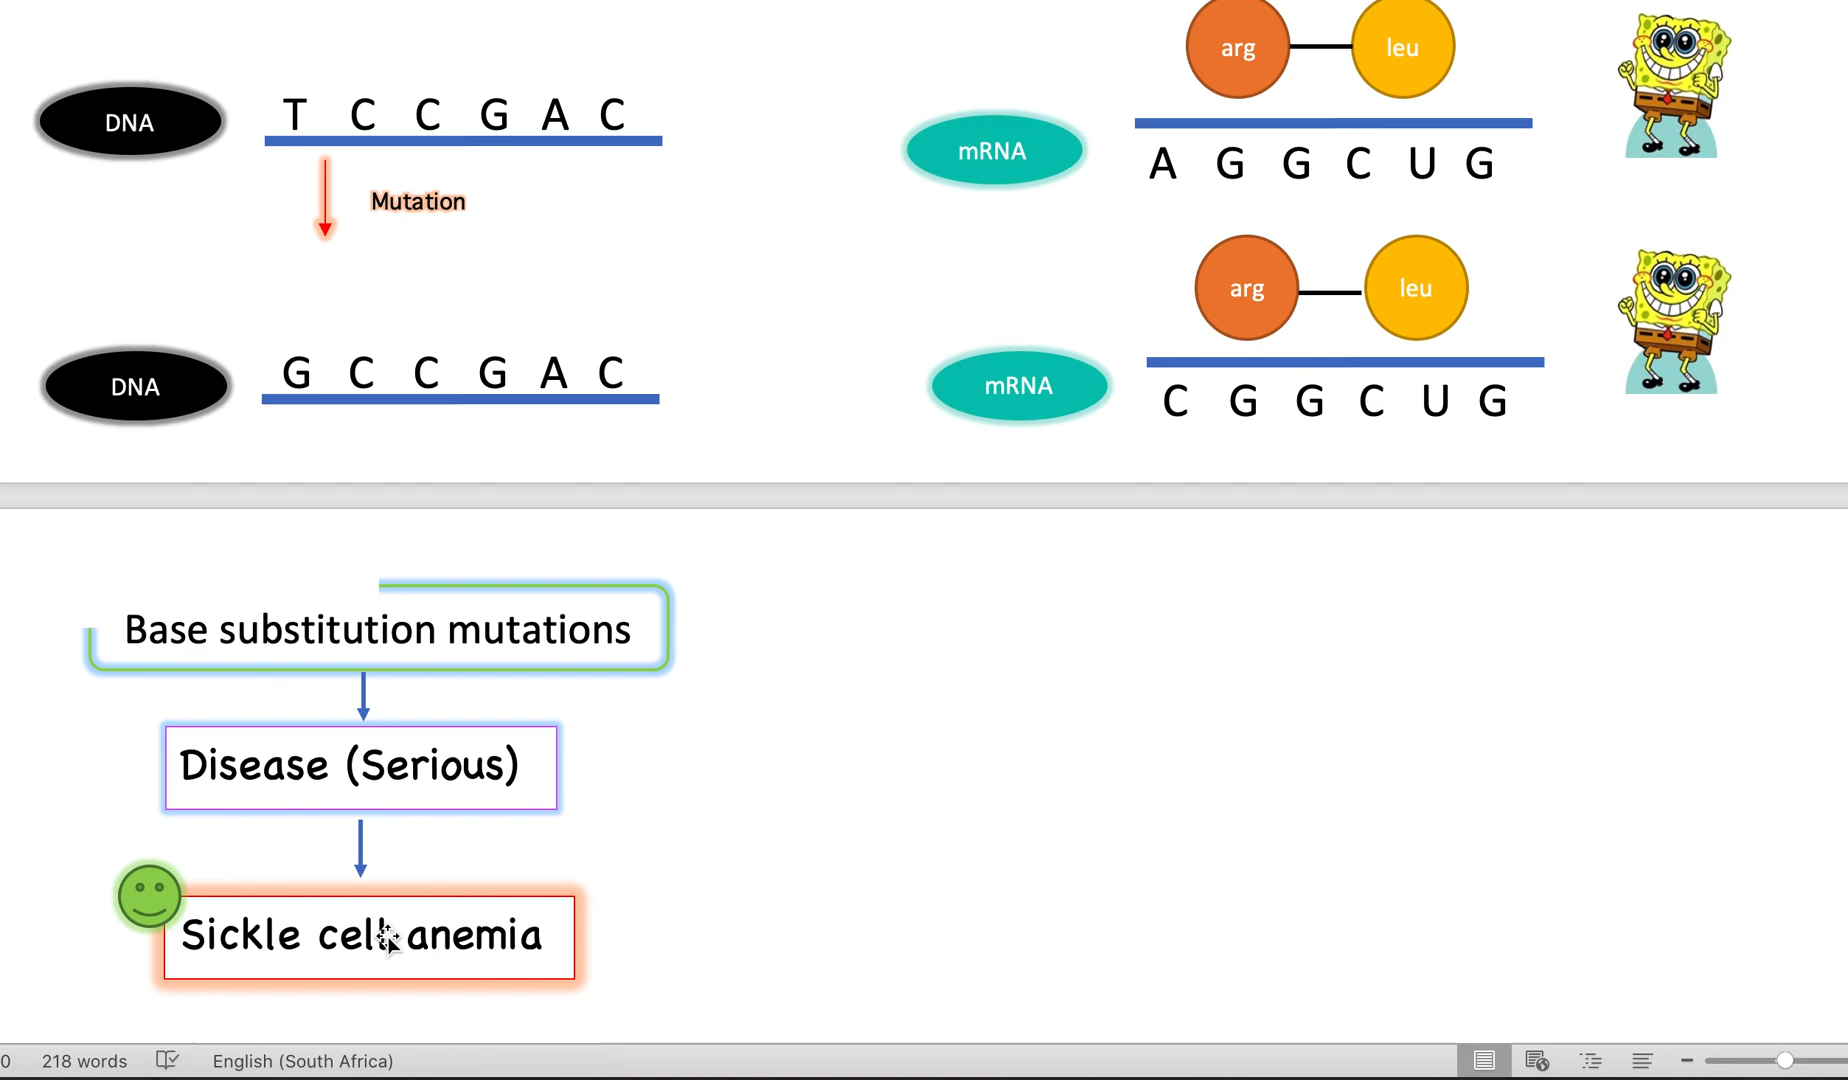 arg leu
DNA T C C G A C
mRNA
A G G C U G
Mutation
arg leu
DNA G C C G A C
mRNA
C G G C U G
Base substitution mutations
Disease (Serious)
Sickle cell anemia
0 218 words English (South Africa)